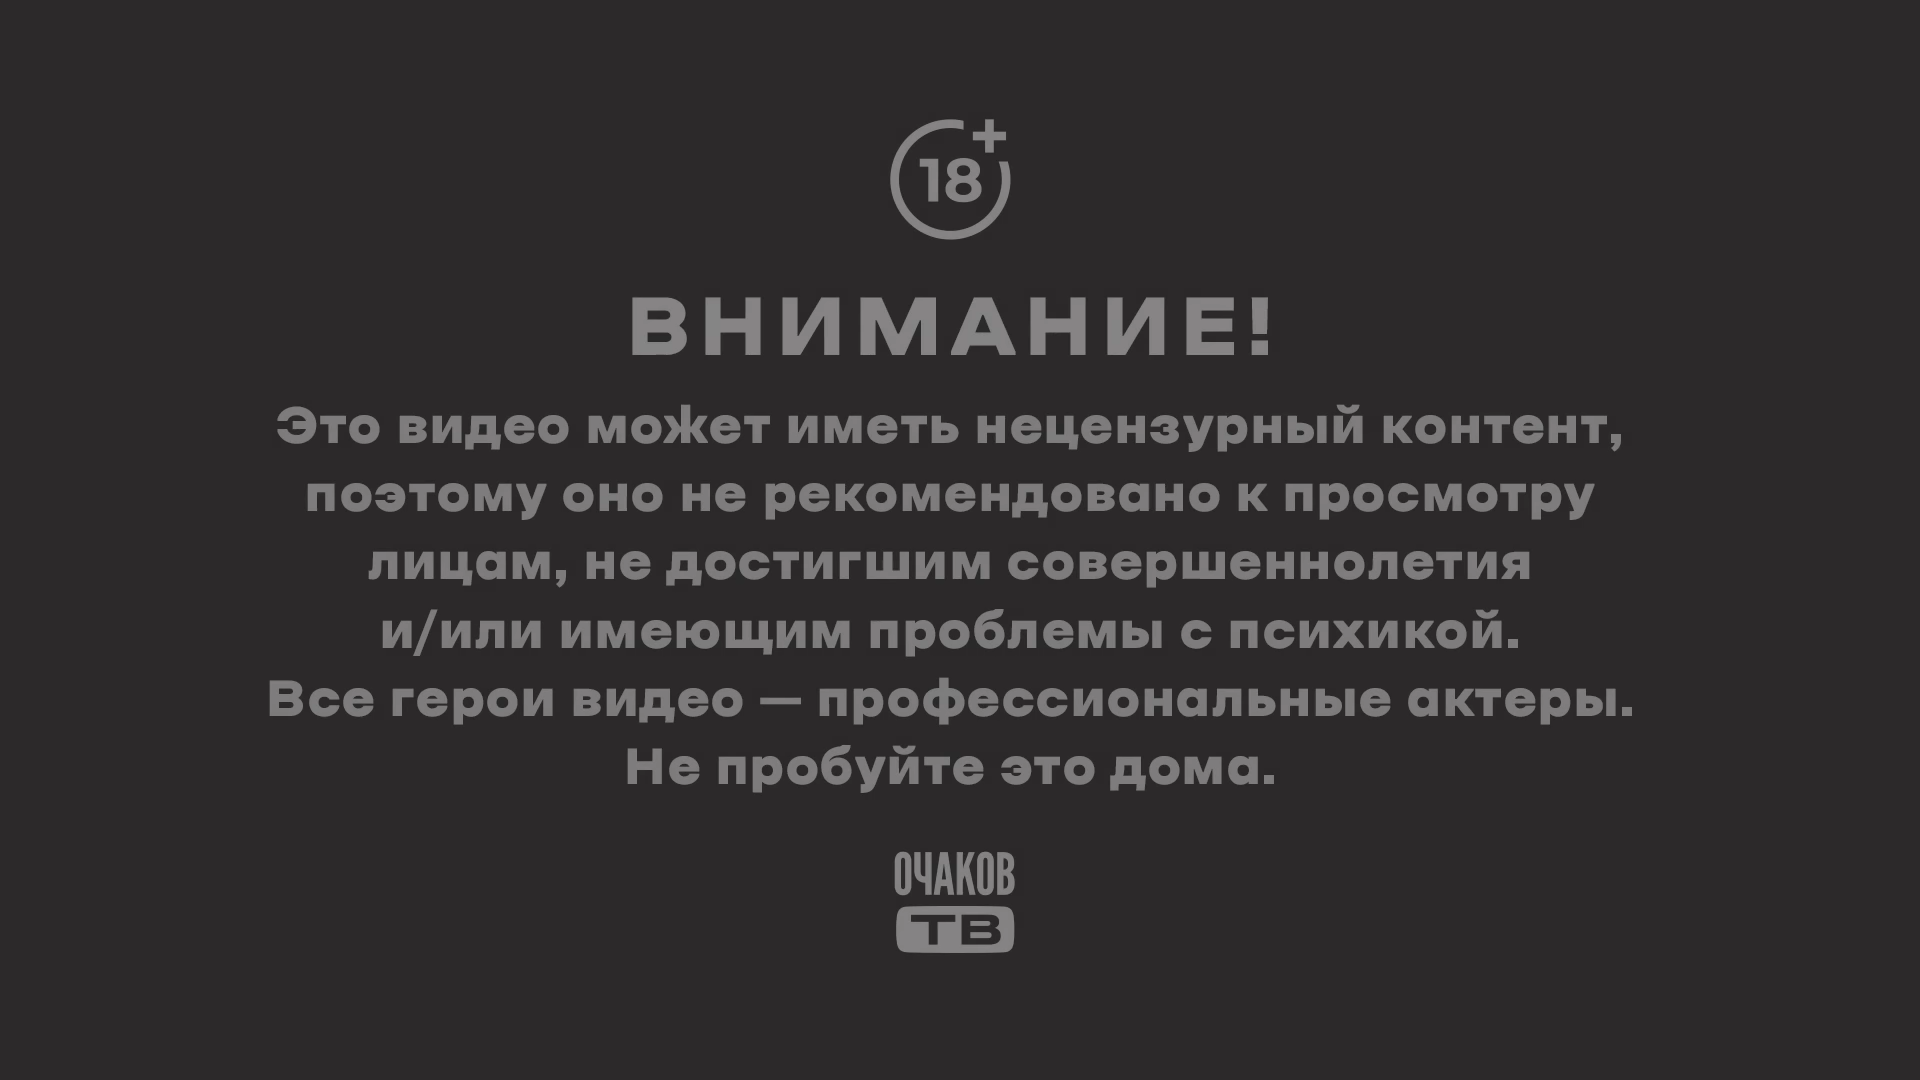 18+
ВНИМАНИЕ!
Это видео может иметь нецензурный контент,
поэтому оно не рекомендовано к просмотру
лицам, не достигшим совершеннолетия
и/или имеющим проблемы с психикой.
Все герои видео — профессиональные актеры.
Не пробуйте это дома.
ОЧАКОВ
ТВ